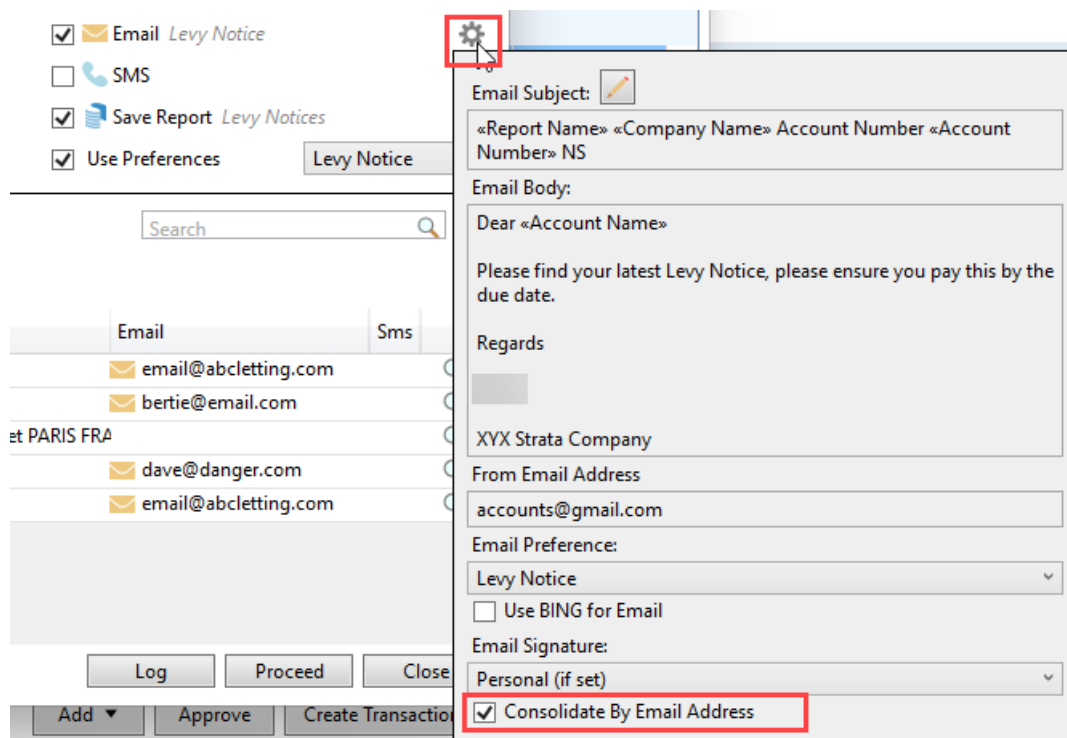 Email Levy Notice
SMS
Save Report Levy Notices
Use Preferences Levy Notice
Search
Email Sms
email@abcletting.com
bertie@email.com
et PARIS FRA
dave@danger.com
email@abcletting.com
Log Proceed Close
Add Approve Create Transaction
Email Subject:
«Report Name» «Company Name» Account Number «Account
Number» NS
Email Body:
Dear «Account Name»
Please find your latest Levy Notice, please ensure you pay this by the
due date.
Regards
XYX Strata Company
From Email Address
accounts@gmail.com
Email Preference:
Levy Notice
Use BING for Email
Email Signature:
Personal (if set)
Consolidate By Email Address